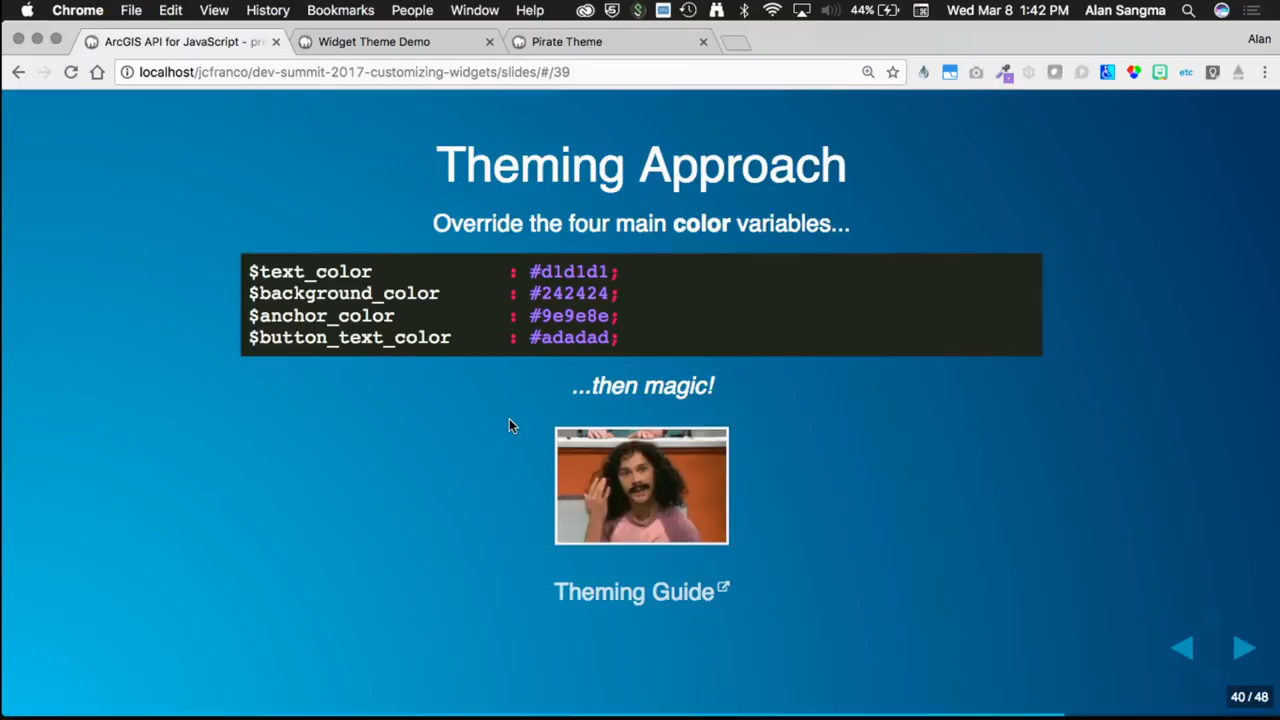 Chrome File Edit View History Bookmarks People Window Help 44% Wed Mar 8 1:42 PM Alan Sangma
ArcGIS API for JavaScript - pre Widget Theme Demo Pirate Theme Alan
localhost/jcfranco/dev-summit-2017-customizing-widgets/slides/#/39 etc
Theming Approach
Override the four main color variables...
$text_color : #d1d1d1;
$background_color : #242424;
$anchor_color : #9e9e8e;
$button_text_color : #adadad;
...then magic!
Theming Guide
40 / 48